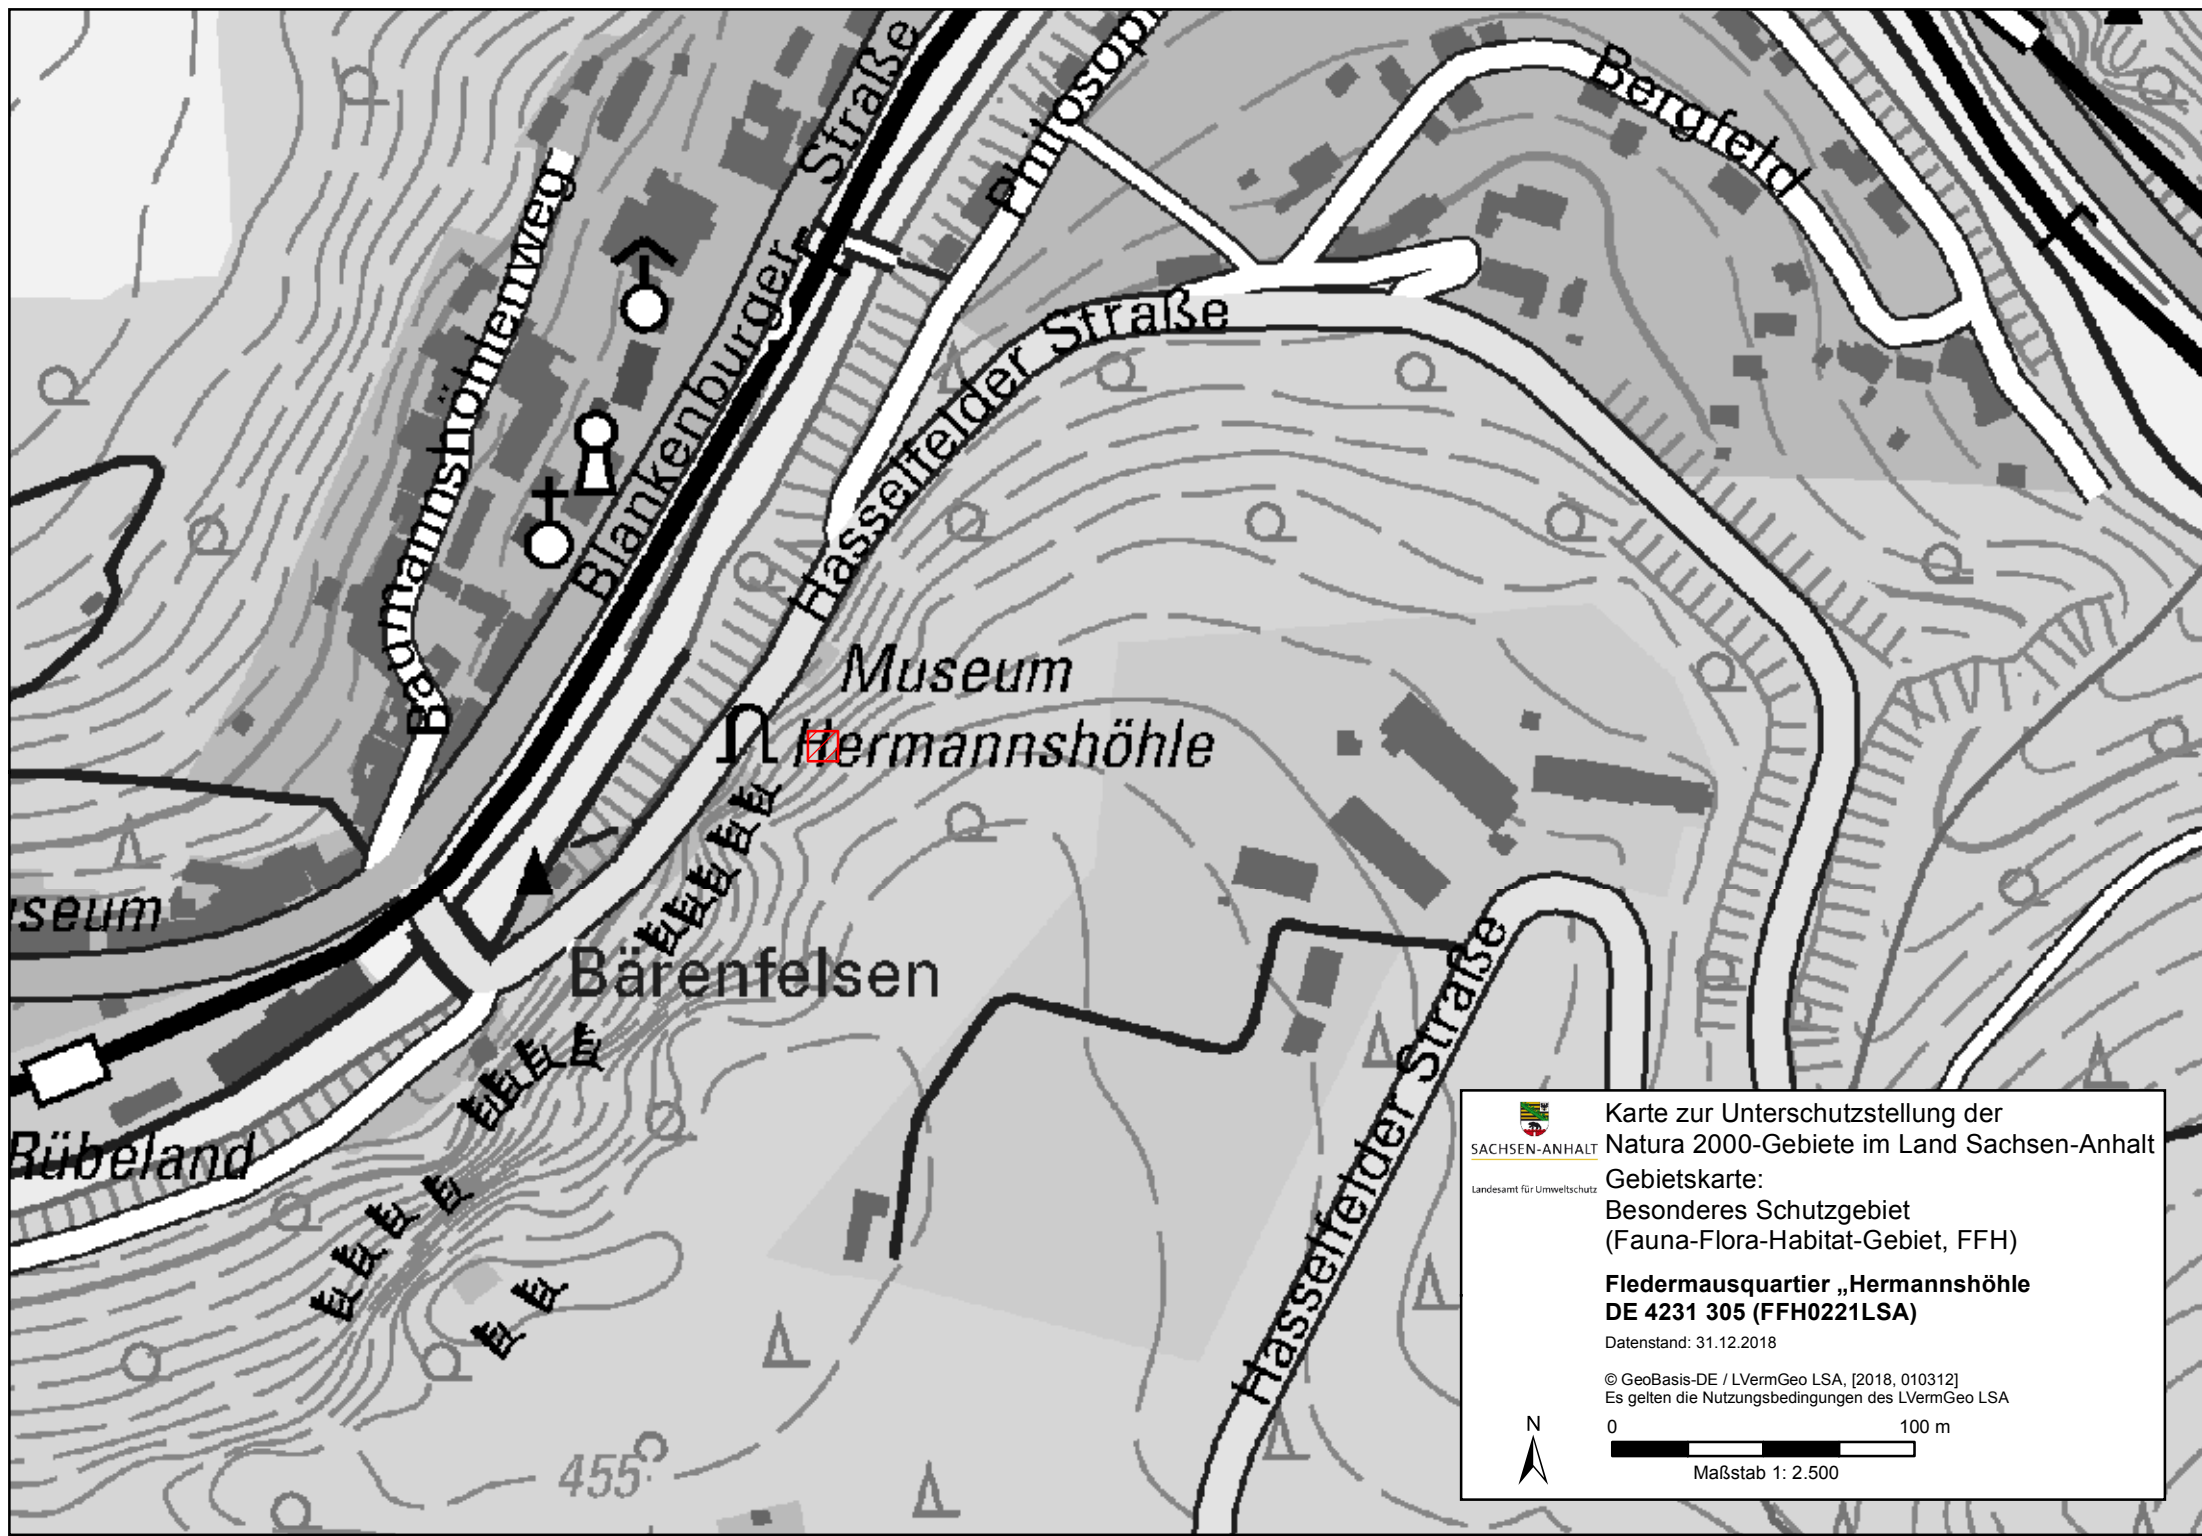 Straße
Philosoph
Bergfeld
Baumannshöhlenweg
Blankenburger
Hasselfelder Straße
Museum
Hermannshöhle
seum
Bärenfelsen
Rübeland
Hasselfelder Straße
455
SACHSEN-ANHALT
Landesamt für Umweltschutz
Karte zur Unterschutzstellung der
Natura 2000-Gebiete im Land Sachsen-Anhalt
Gebietskarte:
Besonderes Schutzgebiet
(Fauna-Flora-Habitat-Gebiet, FFH)
Fledermausquartier „Hermannshöhle
DE 4231 305 (FFH0221LSA)
Datenstand: 31.12.2018
© GeoBasis-DE / LVermGeo LSA, [2018, 010312]
Es gelten die Nutzungsbedingungen des LVermGeo LSA
N
0 100 m
Maßstab 1: 2.500